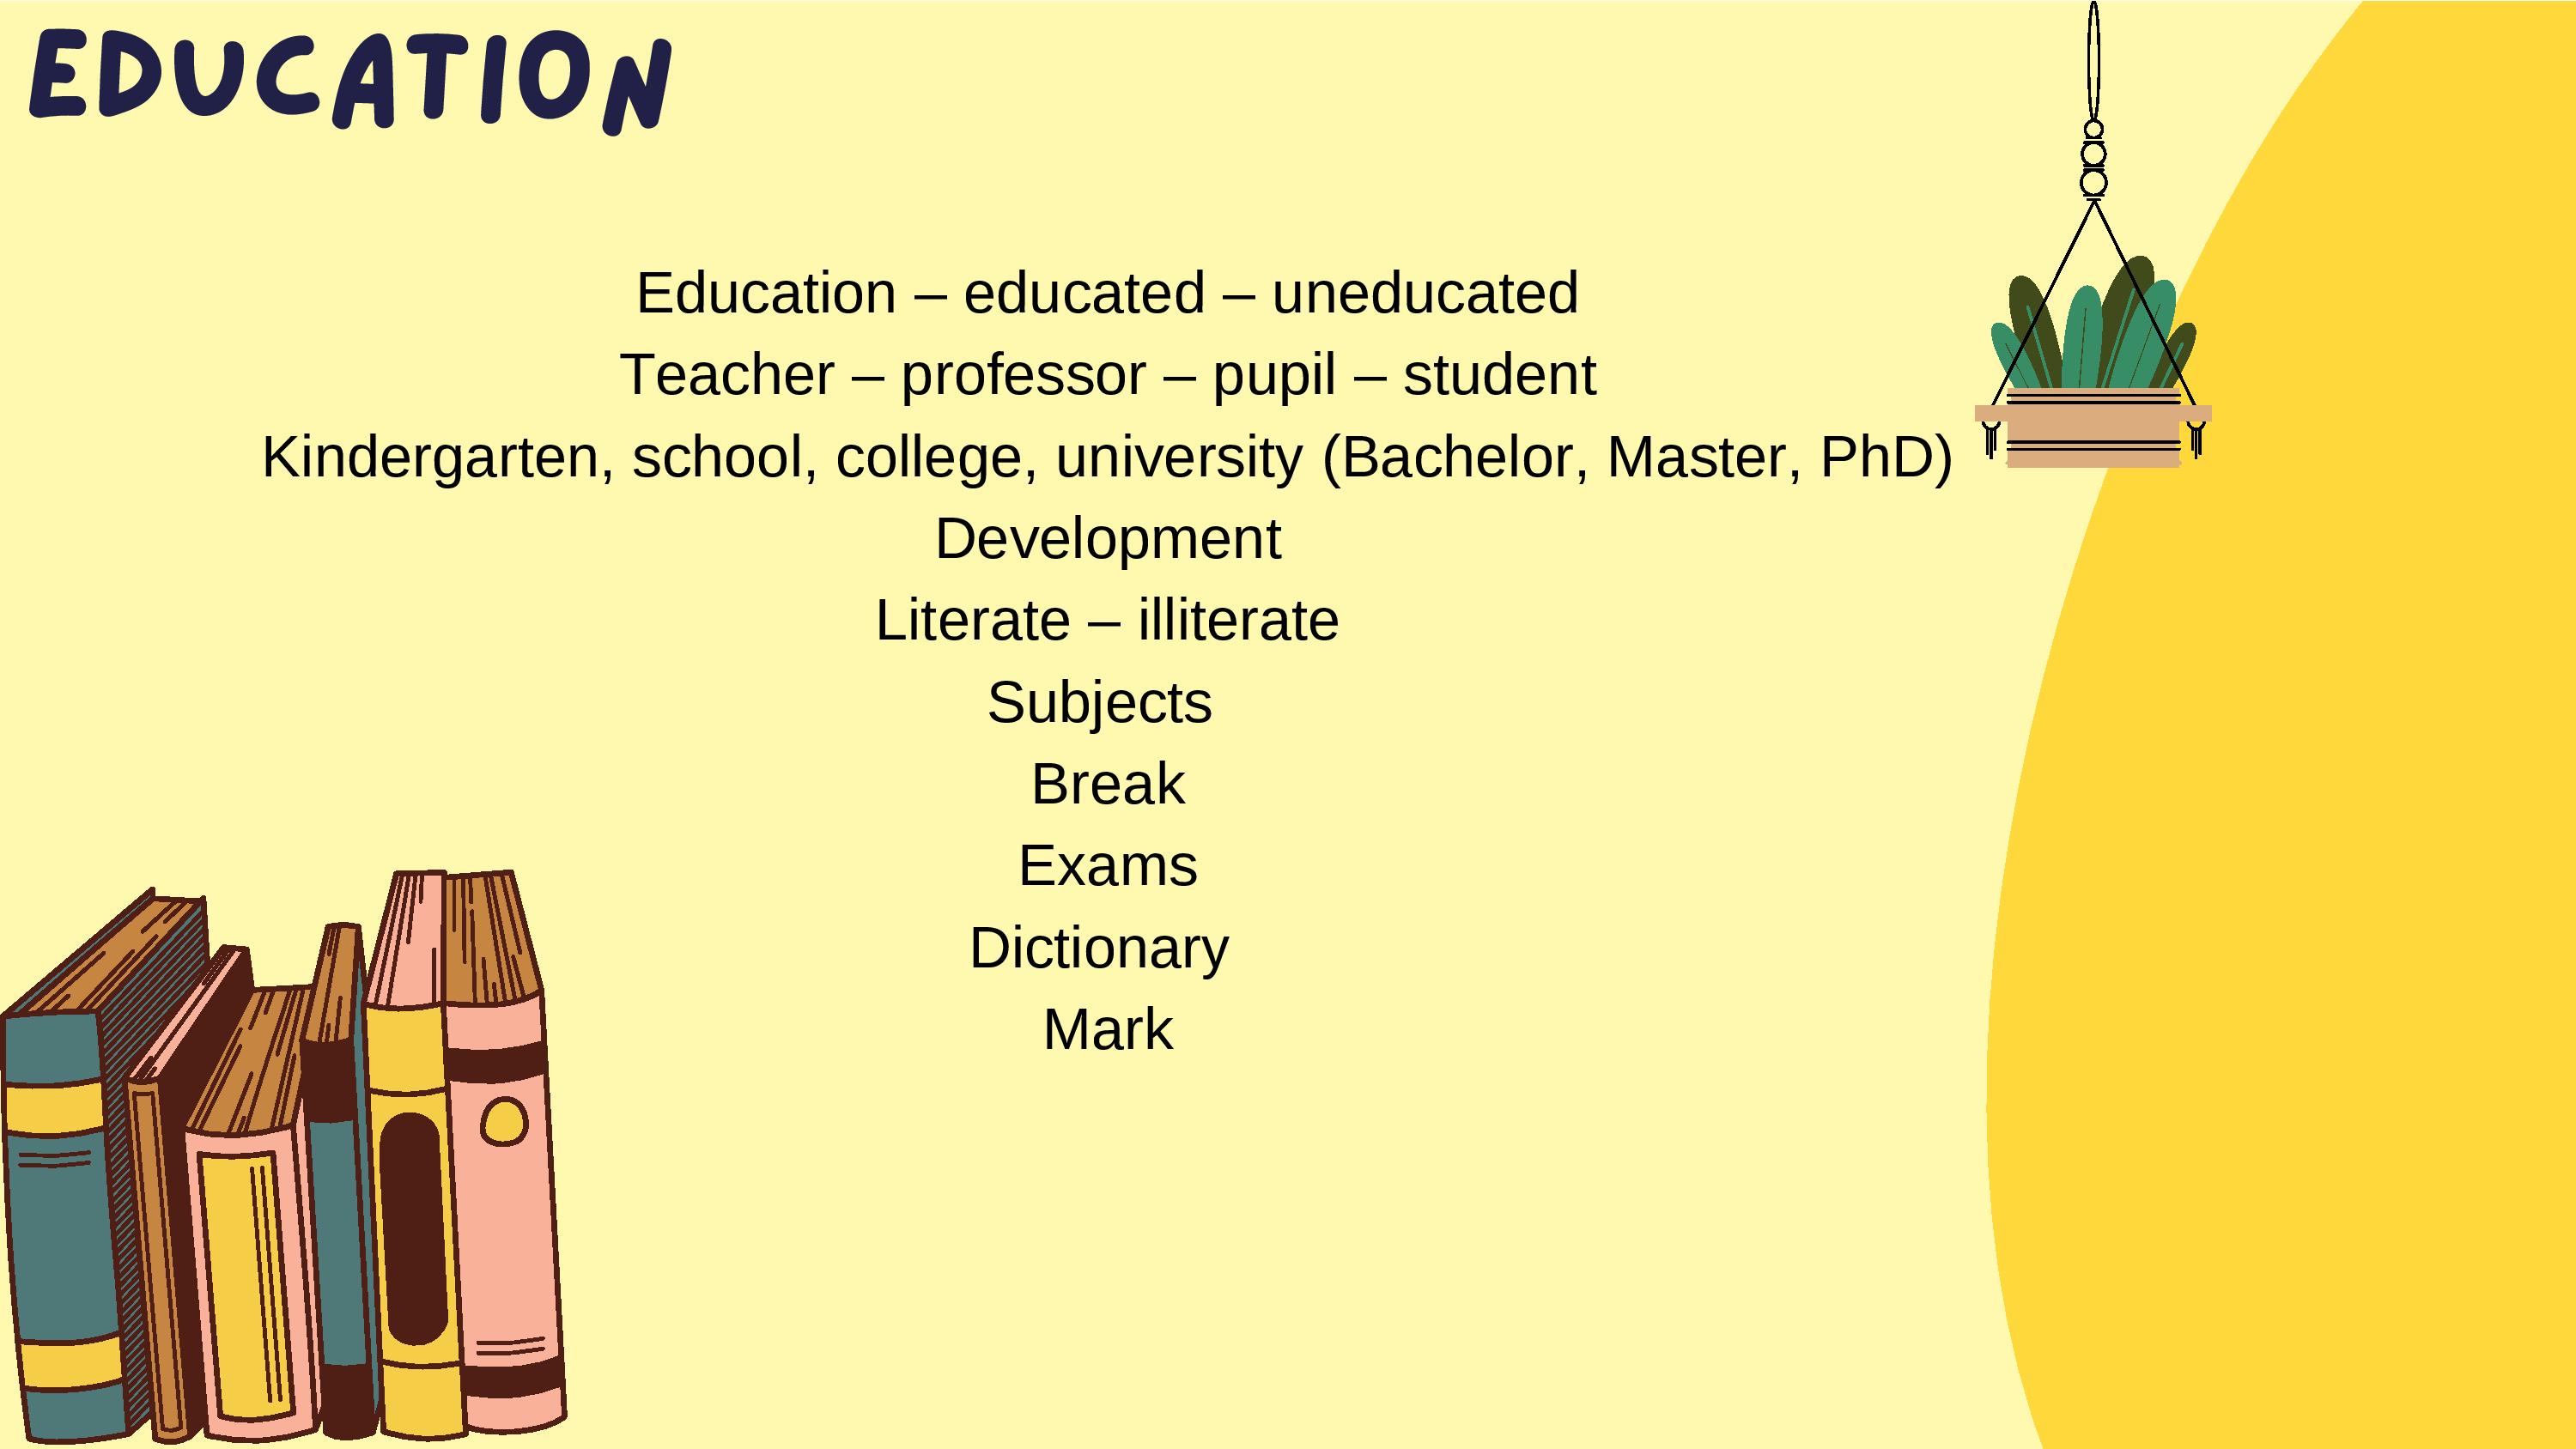 EDUCATION
Education – educated – uneducated
Teacher – professor – pupil – student
Kindergarten, school, college, university (Bachelor, Master, PhD)
Development
Literate – illiterate
Subjects
Break
Exams
Dictionary
Mark